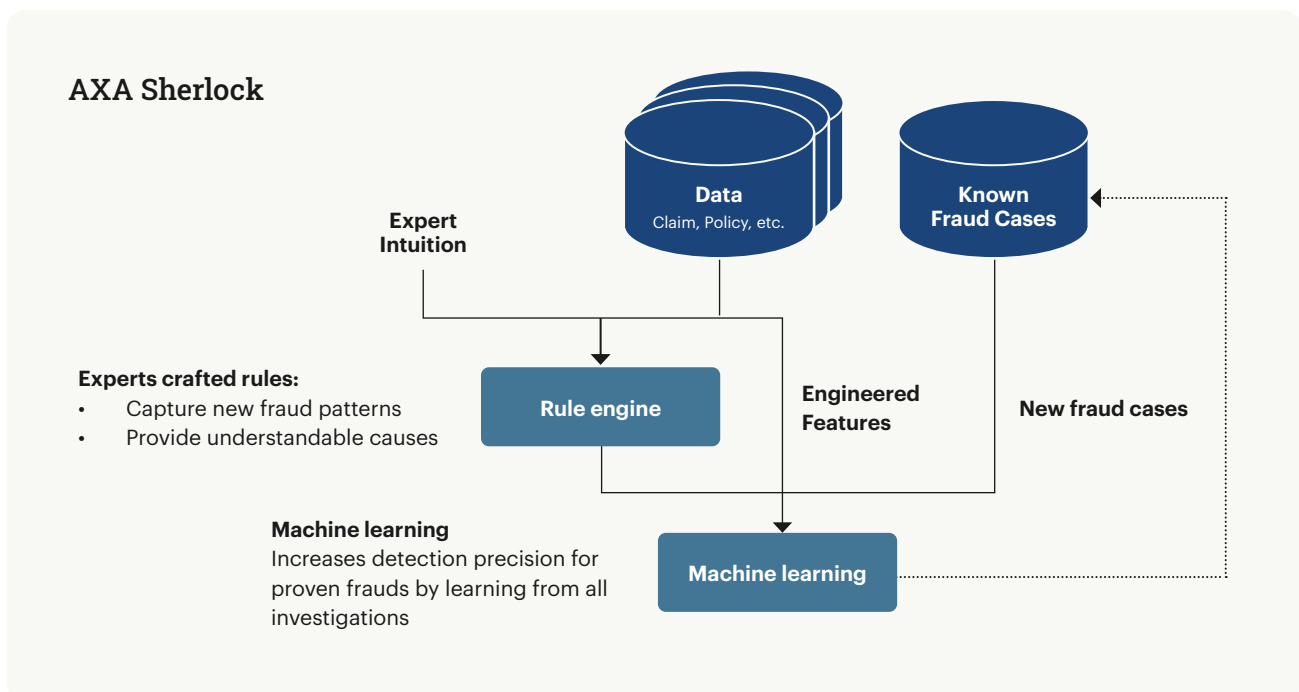 AXA Sherlock
Data
Claim, Policy, etc.
Known
Fraud Cases
Expert
Intuition
Experts crafted rules:
• Capture new fraud patterns
• Provide understandable causes
Rule engine
Engineered
Features
New fraud cases
Machine learning
Increases detection precision for
proven frauds by learning from all
investigations
Machine learning